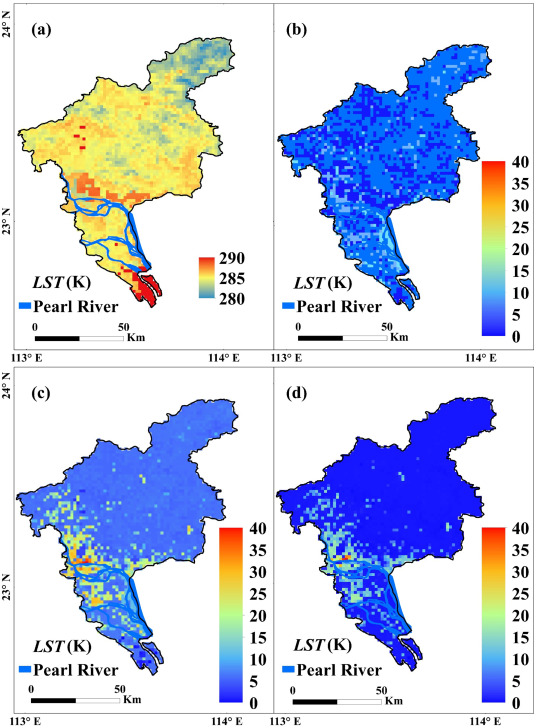 24° N
(a)
(b)
23° N
LST (K)
Pearl River
290
285
280
0 50
Km
40
35
30
25
20
15
10
5
0
LST (K)
Pearl River
0 50
Km
113° E
114° E
113° E
114° E
24° N
(c)
(d)
23° N
40
35
30
25
20
15
10
5
0
LST (K)
Pearl River
0 50
Km
40
35
30
25
20
15
10
5
0
LST (K)
Pearl River
0 50
Km
113° E
114° E
113° E
114° E